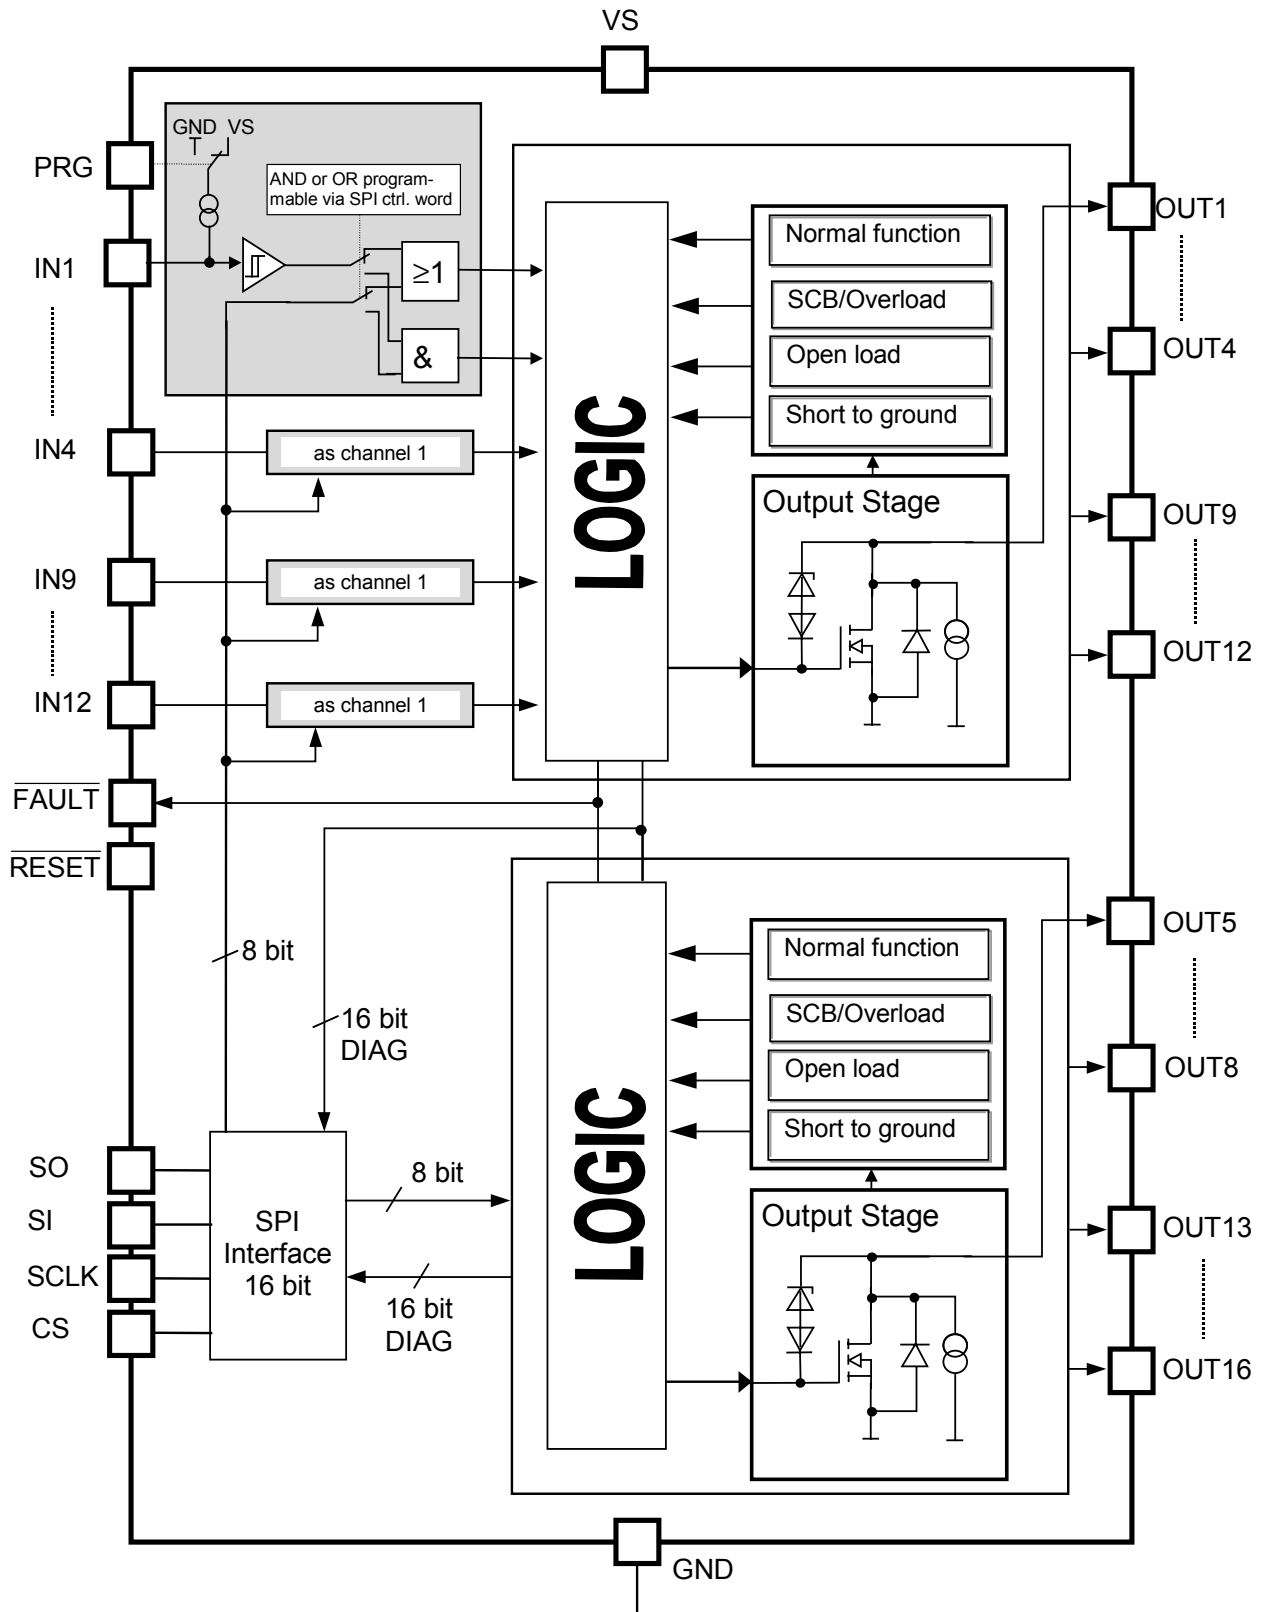 VS
GND VS
PRG
AND or OR program-
mable via SPI ctrl. word
IN1
≥1
&
IN4
as channel 1
IN9
as channel 1
IN12
as channel 1
FAULT
RESET
LOGIC
Normal function
SCB/Overload
Open load
Short to ground
Output Stage
OUT1
OUT4
OUT9
OUT12
8 bit
16 bit
DIAG
SO
SI
SCLK
CS
SPI
Interface
16 bit
8 bit
16 bit
DIAG
LOGIC
Normal function
SCB/Overload
Open load
Short to ground
Output Stage
OUT5
OUT8
OUT13
OUT16
GND